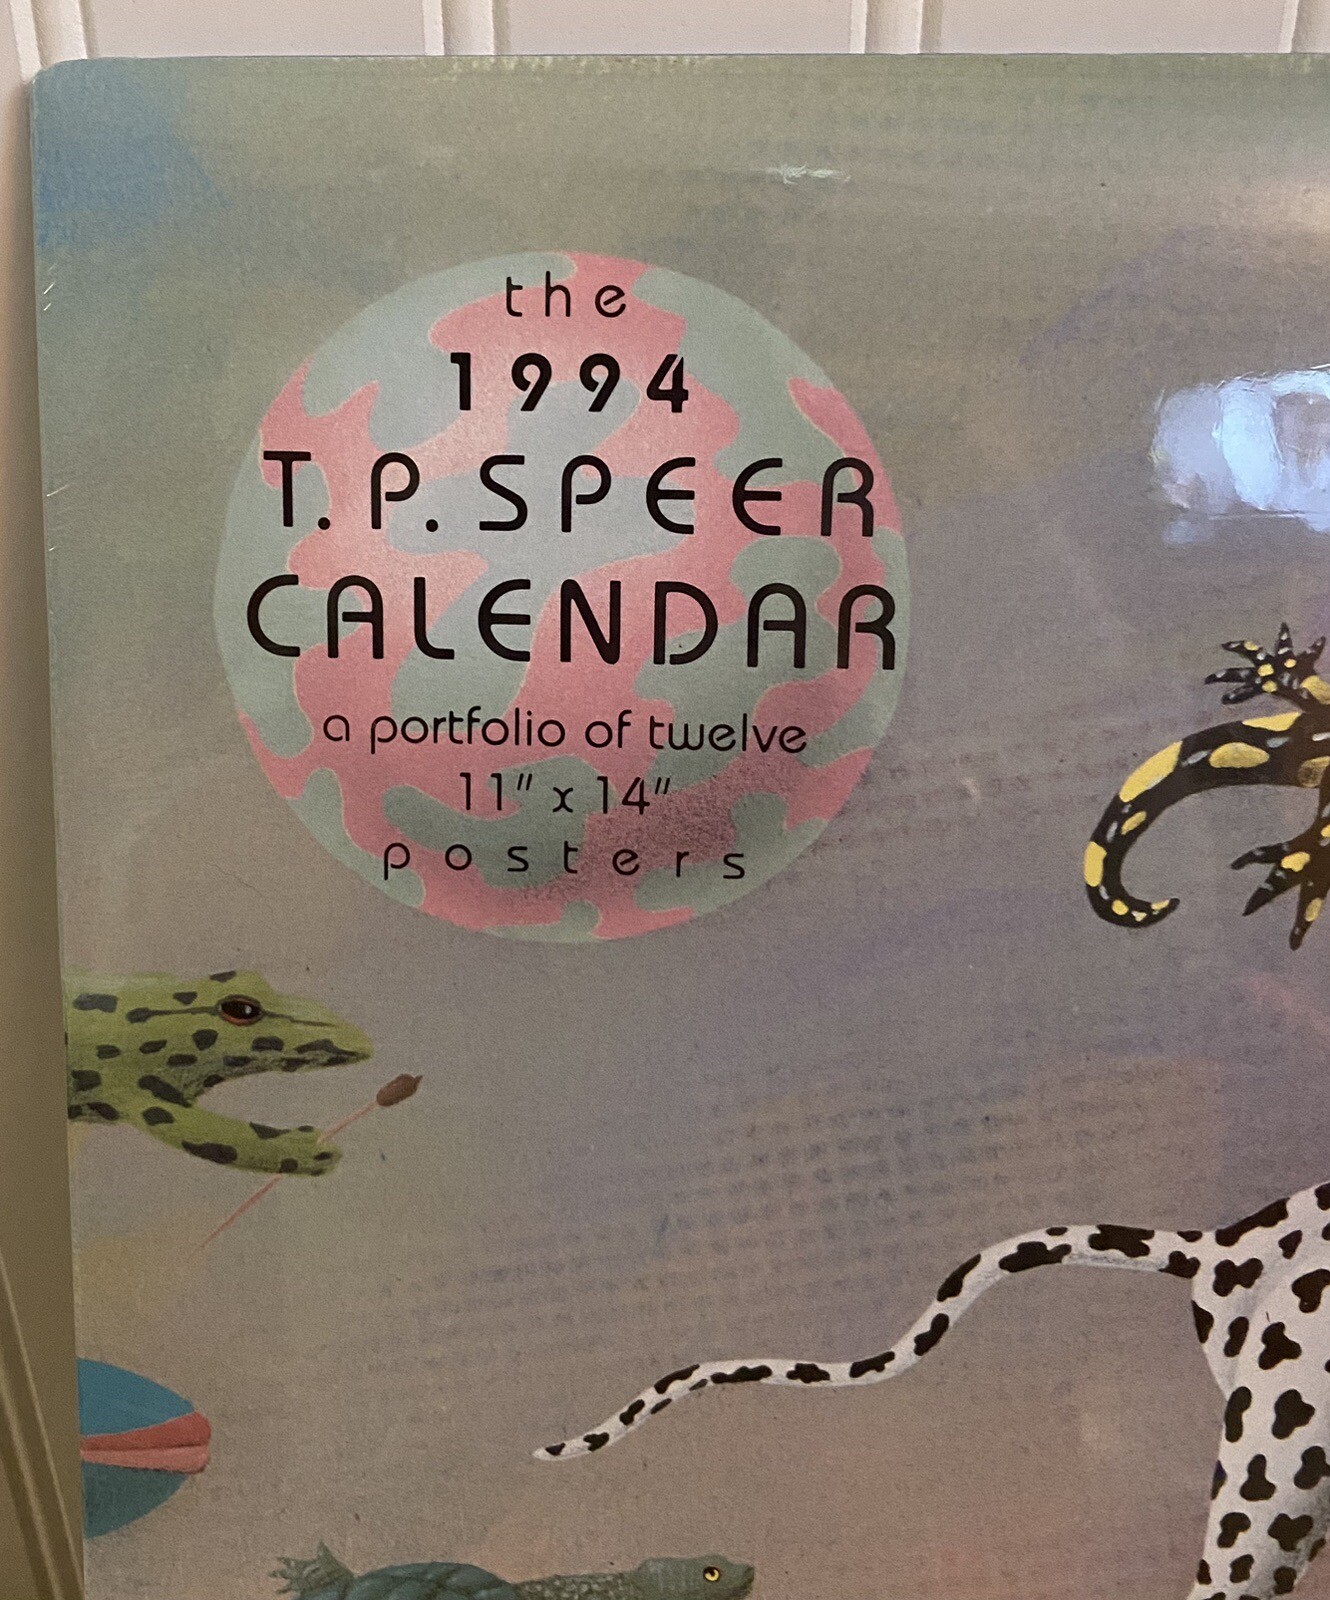 the
1994
T.P. SPEER
CALENDAR
a portfolio of twelve
11" x 14"
posters